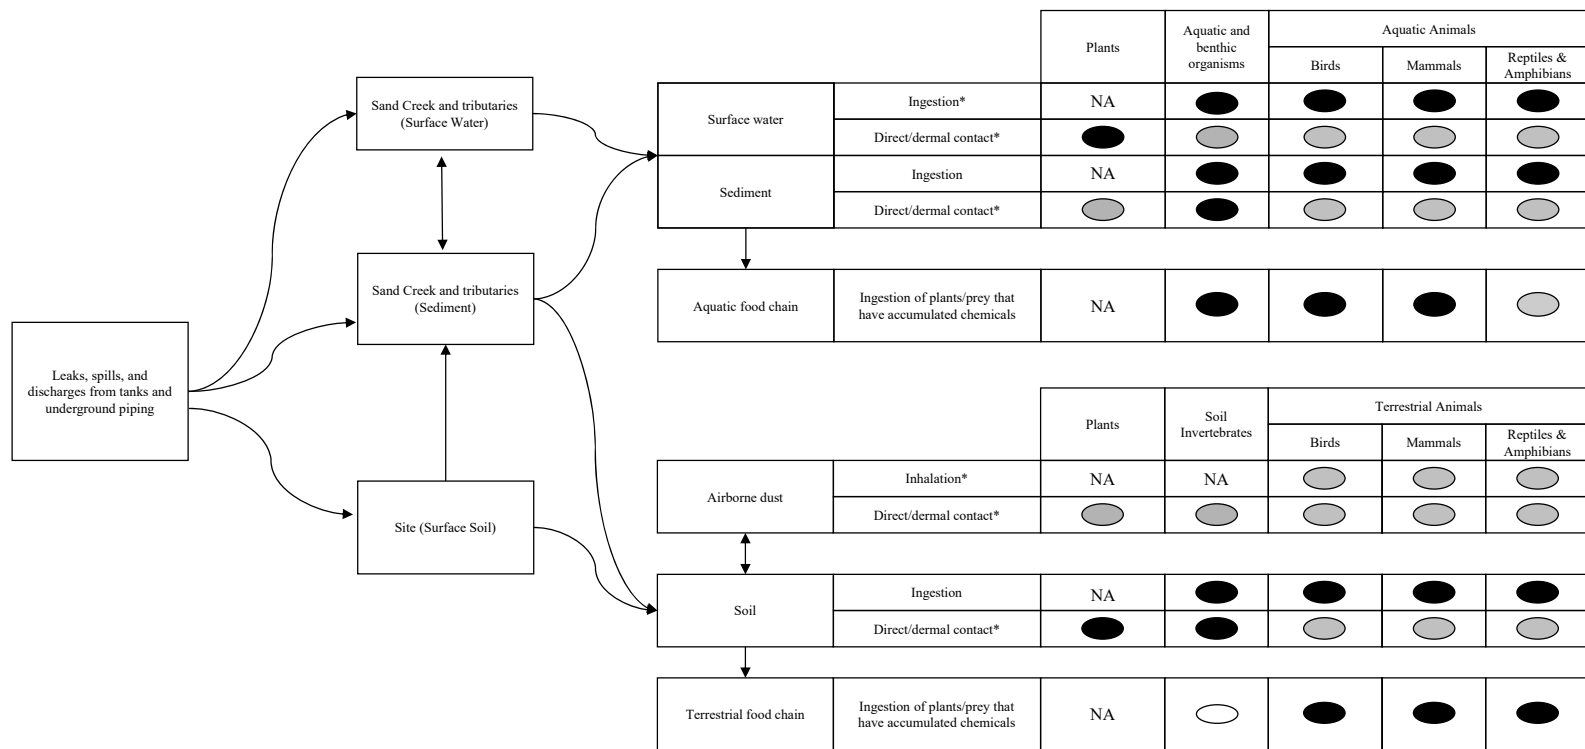 Plants
Aquatic and
benthic
organisms
Aquatic Animals
Birds
Mammals
Reptiles &
Amphibians
Sand Creek and tributaries
(Surface Water)
Surface water
Ingestion*
NA
Direct/dermal contact*
Sediment
Ingestion
NA
Direct/dermal contact*
Sand Creek and tributaries
(Sediment)
Aquatic food chain
Ingestion of plants/prey that
have accumulated chemicals
NA
Leaks, spills, and
discharges from tanks and
underground piping
Plants
Soil
Invertebrates
Terrestrial Animals
Birds
Mammals
Reptiles &
Amphibians
Airborne dust
Inhalation*
NA
NA
Direct/dermal contact*
Site (Surface Soil)
Soil
Ingestion
NA
Direct/dermal contact*
Terrestrial food chain
Ingestion of plants/prey that
have accumulated chemicals
NA